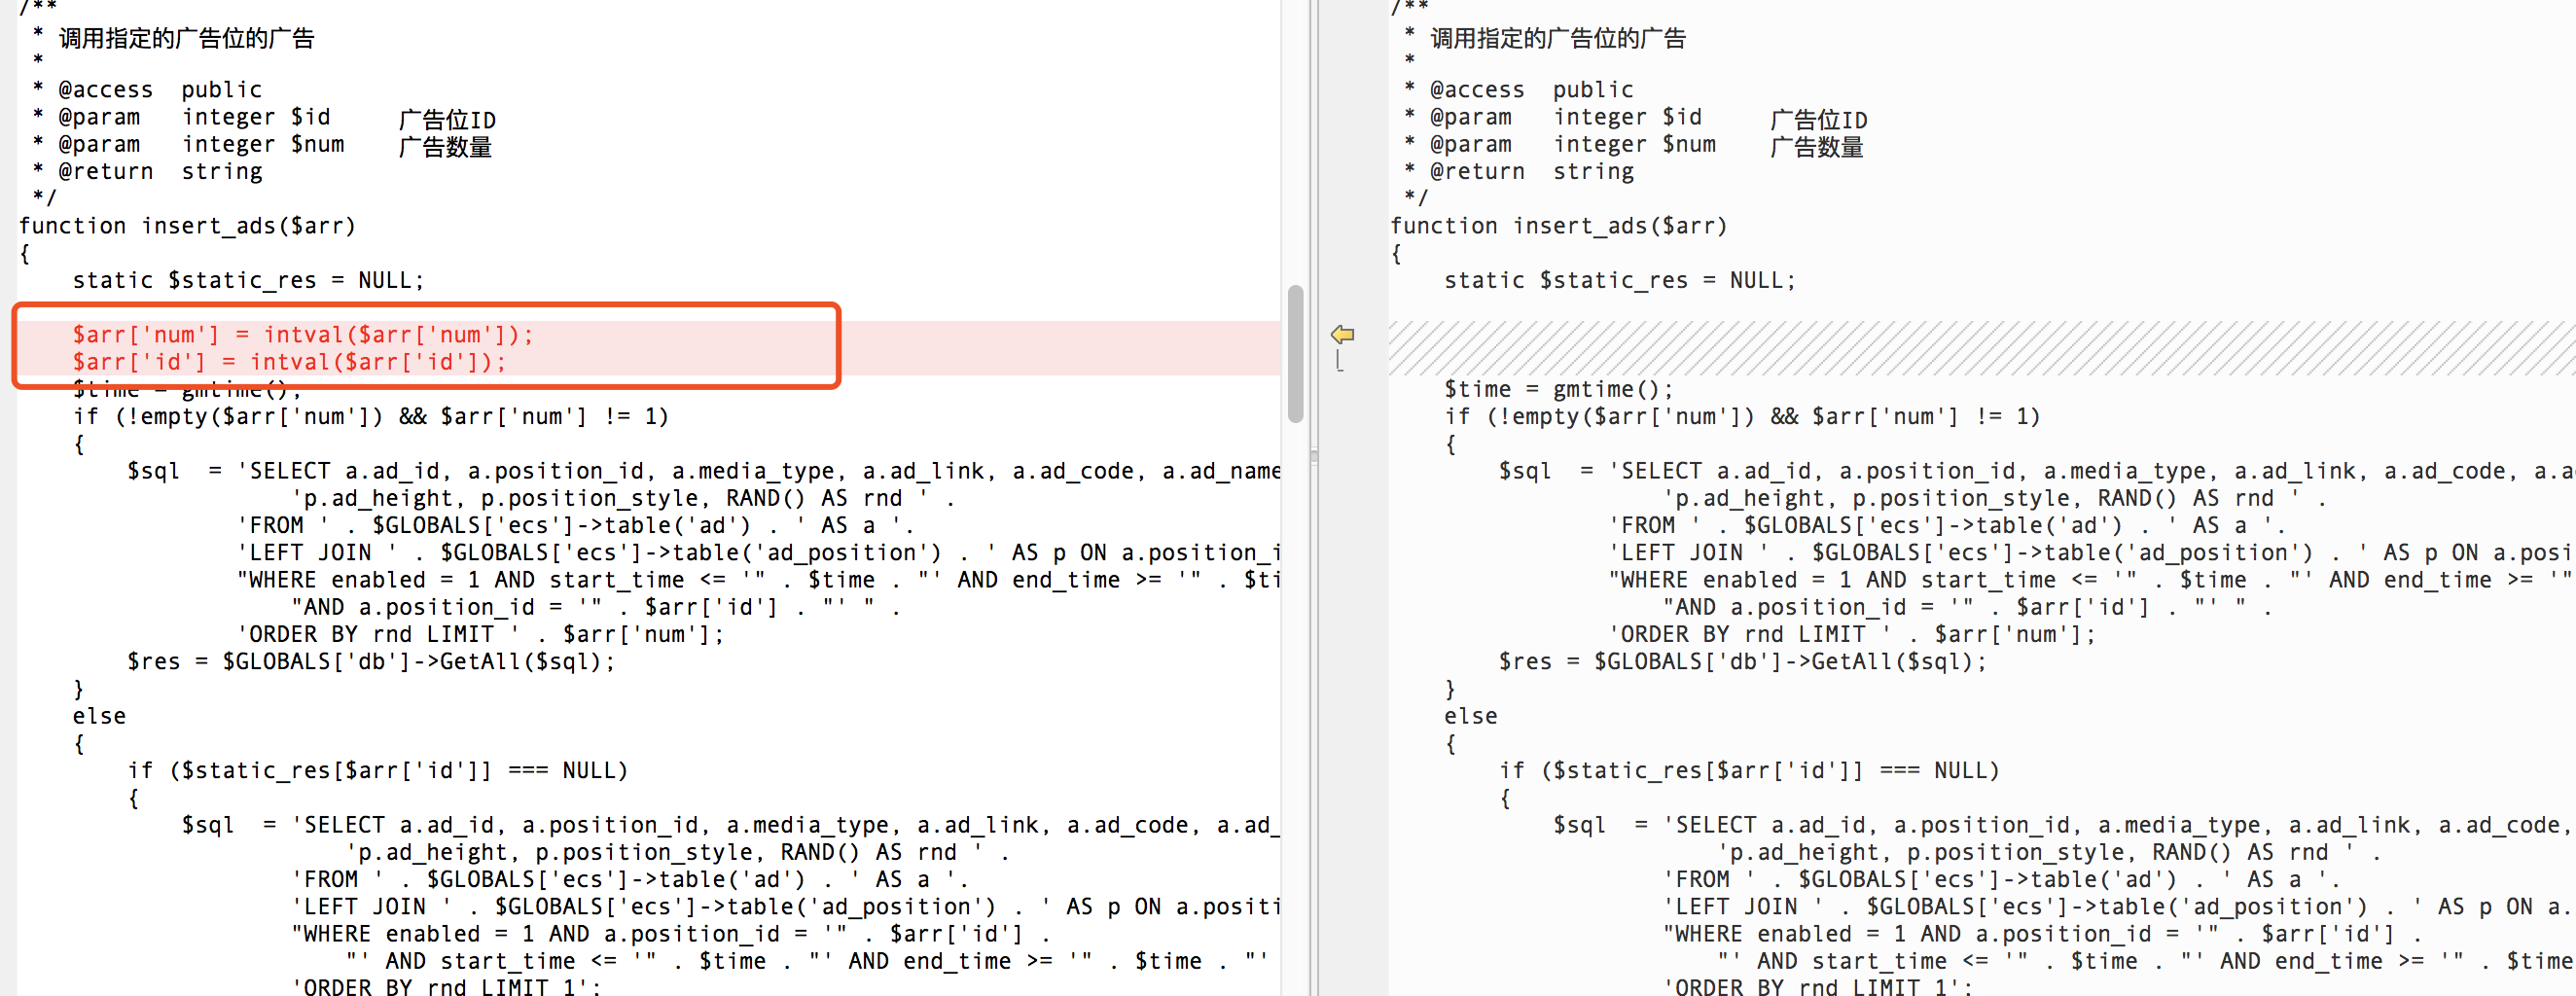 /**
 * 调用指定的广告位的广告
 *
 * @access  public
 * @param   integer $id     广告位ID
 * @param   integer $num    广告数量
 * @return  string
 */
function insert_ads($arr)
{
    static $static_res = NULL;

    $arr['num'] = intval($arr['num']);
    $arr['id'] = intval($arr['id']);
    $time = gmtime();
    if (!empty($arr['num']) && $arr['num'] != 1)
    {
        $sql  = 'SELECT a.ad_id, a.position_id, a.media_type, a.ad_link, a.ad_code, a.ad_name
                    'p.ad_height, p.position_style, RAND() AS rnd ' .
                'FROM ' . $GLOBALS['ecs']->table('ad') . ' AS a '.
                'LEFT JOIN ' . $GLOBALS['ecs']->table('ad_position') . ' AS p ON a.position_i
                "WHERE enabled = 1 AND start_time <= '" . $time . "' AND end_time >= '" . $ti
                    "AND a.position_id = '" . $arr['id'] . "' " .
                'ORDER BY rnd LIMIT ' . $arr['num'];
        $res = $GLOBALS['db']->GetAll($sql);
    }
    else
    {
        if ($static_res[$arr['id']] === NULL)
        {
            $sql  = 'SELECT a.ad_id, a.position_id, a.media_type, a.ad_link, a.ad_code, a.ad_
                        'p.ad_height, p.position_style, RAND() AS rnd ' .
                    'FROM ' . $GLOBALS['ecs']->table('ad') . ' AS a '.
                    'LEFT JOIN ' . $GLOBALS['ecs']->table('ad_position') . ' AS p ON a.positi
                    "WHERE enabled = 1 AND a.position_id = '" . $arr['id'] .
                        "' AND start_time <= '" . $time . "' AND end_time >= '" . $time . "'
                    'ORDER BY rnd LIMIT 1';
/**
 * 调用指定的广告位的广告
 *
 * @access  public
 * @param   integer $id     广告位ID
 * @param   integer $num    广告数量
 * @return  string
 */
function insert_ads($arr)
{
    static $static_res = NULL;

    $time = gmtime();
    if (!empty($arr['num']) && $arr['num'] != 1)
    {
        $sql  = 'SELECT a.ad_id, a.position_id, a.media_type, a.ad_link, a.ad_code, a.a
                    'p.ad_height, p.position_style, RAND() AS rnd ' .
                'FROM ' . $GLOBALS['ecs']->table('ad') . ' AS a '.
                'LEFT JOIN ' . $GLOBALS['ecs']->table('ad_position') . ' AS p ON a.posi
                "WHERE enabled = 1 AND start_time <= '" . $time . "' AND end_time >= '"
                    "AND a.position_id = '" . $arr['id'] . "' " .
                'ORDER BY rnd LIMIT ' . $arr['num'];
        $res = $GLOBALS['db']->GetAll($sql);
    }
    else
    {
        if ($static_res[$arr['id']] === NULL)
        {
            $sql  = 'SELECT a.ad_id, a.position_id, a.media_type, a.ad_link, a.ad_code,
                        'p.ad_height, p.position_style, RAND() AS rnd ' .
                    'FROM ' . $GLOBALS['ecs']->table('ad') . ' AS a '.
                    'LEFT JOIN ' . $GLOBALS['ecs']->table('ad_position') . ' AS p ON a.
                    "WHERE enabled = 1 AND a.position_id = '" . $arr['id'] .
                        "' AND start_time <= '" . $time . "' AND end_time >= '" . $time
                    'ORDER BY rnd LIMIT 1';